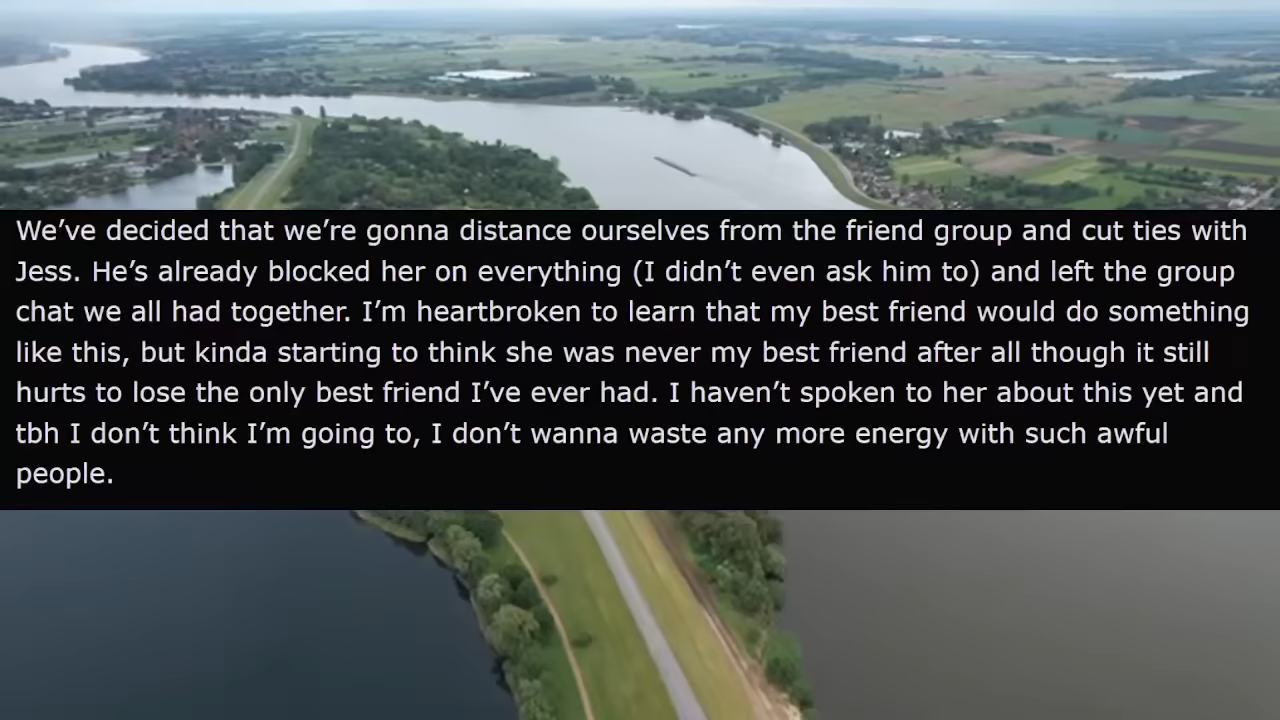 We’ve decided that we’re gonna distance ourselves from the friend group and cut ties with
Jess. He’s already blocked her on everything (I didn’t even ask him to) and left the group
chat we all had together. I’m heartbroken to learn that my best friend would do something
like this, but kinda starting to think she was never my best friend after all though it still
hurts to lose the only best friend I’ve ever had. I haven’t spoken to her about this yet and
tbh I don’t think I’m going to, I don’t wanna waste any more energy with such awful
people.